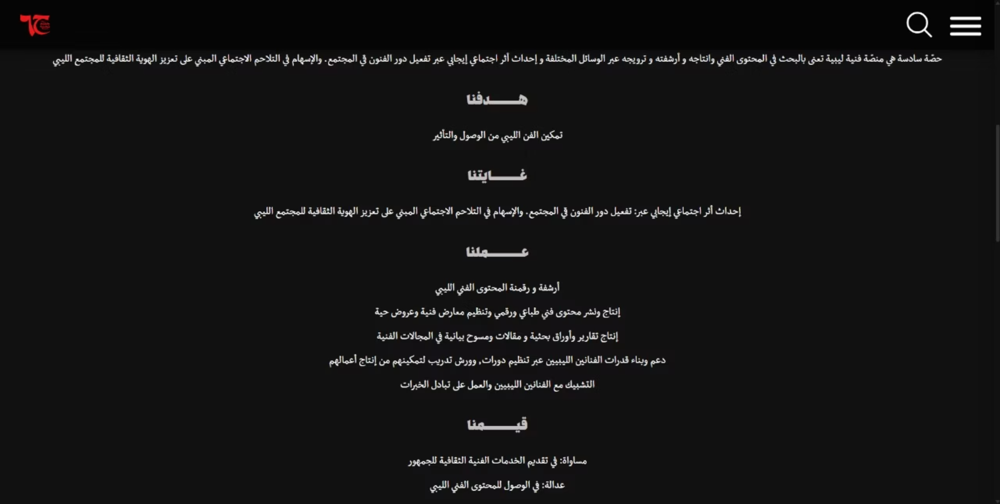 حصّة سادسة هي منصّة فنية ليبية تعنى بالبحث في المحتوى الفني وانتاجه و أرشفته و ترويجه عبر الوسائل المختلفة و إحداث أثر اجتماعي إيجابي عبر تفعيل دور الفنون في المجتمع. والإسهام في التلاحم الاجتماعي المبني على تعزيز الهوية الثقافية للمجتمع الليبي
هـــــدفنا
تمكين الفن الليبي من الوصول والتأثير
غـــــايتنا
إحداث أثر اجتماعي إيجابي عبر: تفعيل دور الفنون في المجتمع. والإسهام في التلاحم الاجتماعي المبني على تعزيز الهوية الثقافية للمجتمع الليبي
عـــــملنا
أرشفة و رقمنة المحتوى الفني الليبي
إنتاج ونشر محتوى فني طباعي ورقمي وتنظيم معارض فنية وعروض حية
إنتاج تقارير وأوراق بحثية و مقالات ومسوح بيانية في المجالات الفنية
دعم وبناء قدرات الفنانين الليبيين عبر تنظيم دورات, وورش تدريب لتمكينهم من إنتاج أعمالهم
التشبيك مع الفنانين الليبيين والعمل على تبادل الخبرات
قيـــــمنا
مساواة: في تقديم الخدمات الفنية الثقافية للجمهور
عدالة: في الوصول للمحتوى الفني الليبي